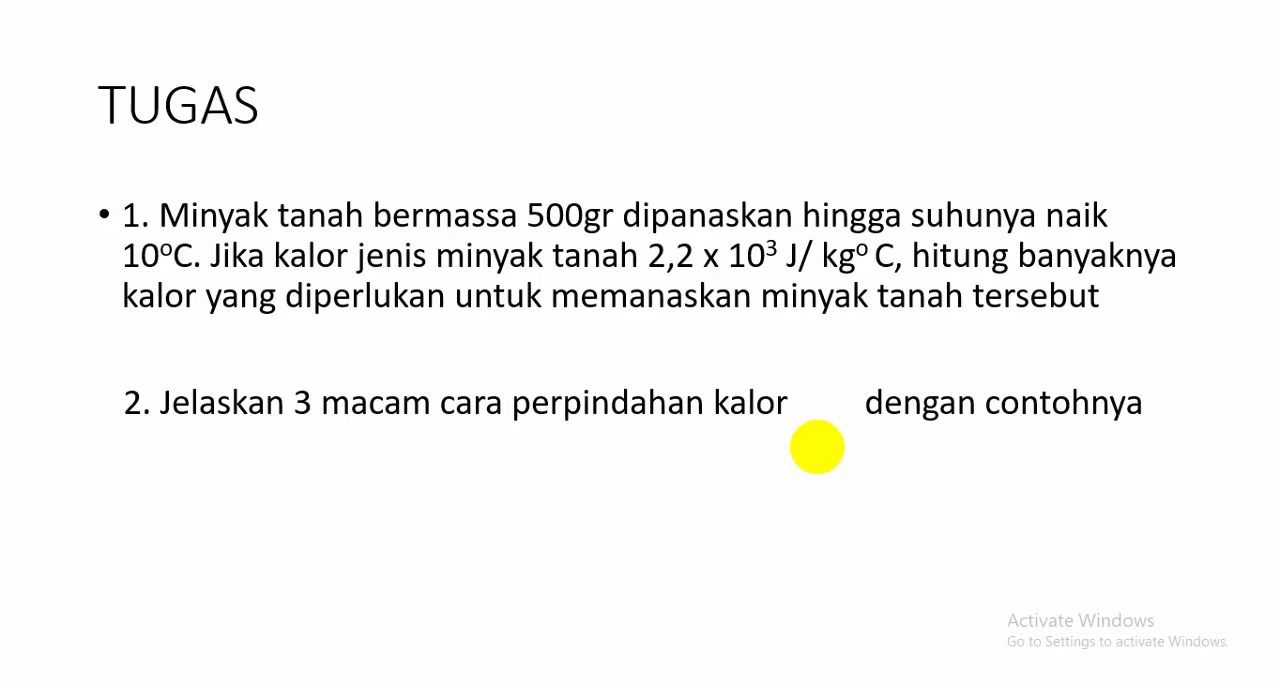 TUGAS
• 1. Minyak tanah bermassa 500gr dipanaskan hingga suhunya naik
10⁰C. Jika kalor jenis minyak tanah 2,2 x 10³ J/ kg⁰ C, hitung banyaknya
kalor yang diperlukan untuk memanaskan minyak tanah tersebut
2. Jelaskan 3 macam cara perpindahan kalor dengan contohnya
Activate Windows
Go to Settings to activate Windows.